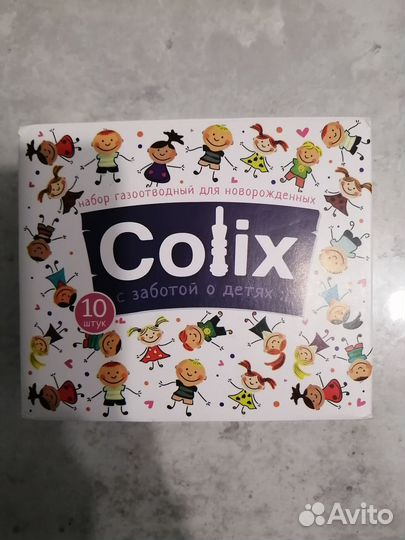 набор газоотводный для новорожденных
Colix
с заботой о детях
10
штук
Avito